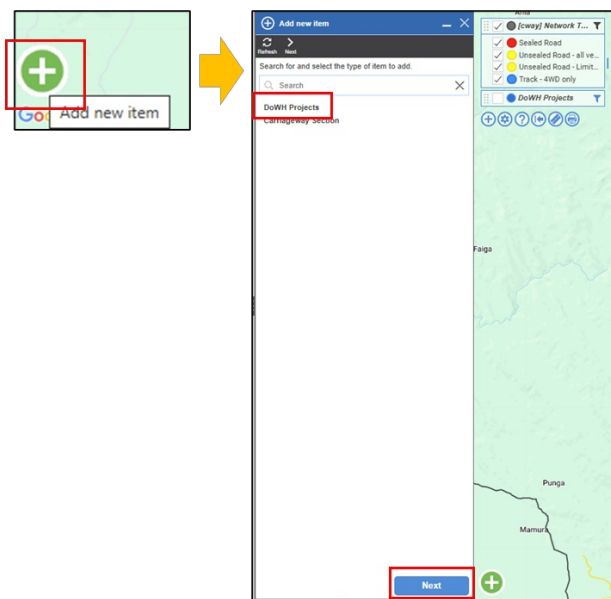 Goo
Add new item
Add new item
Refresh
Next
Search for and select the type of item to add.
Search
DoWH Projects
Carriageway Section
Next
[cway] Network T...
Sealed Road
Unsealed Road - all ve...
Unsealed Road - Limit...
Track - 4WD only
DoWH Projects
Faiga
Punga
Mamura